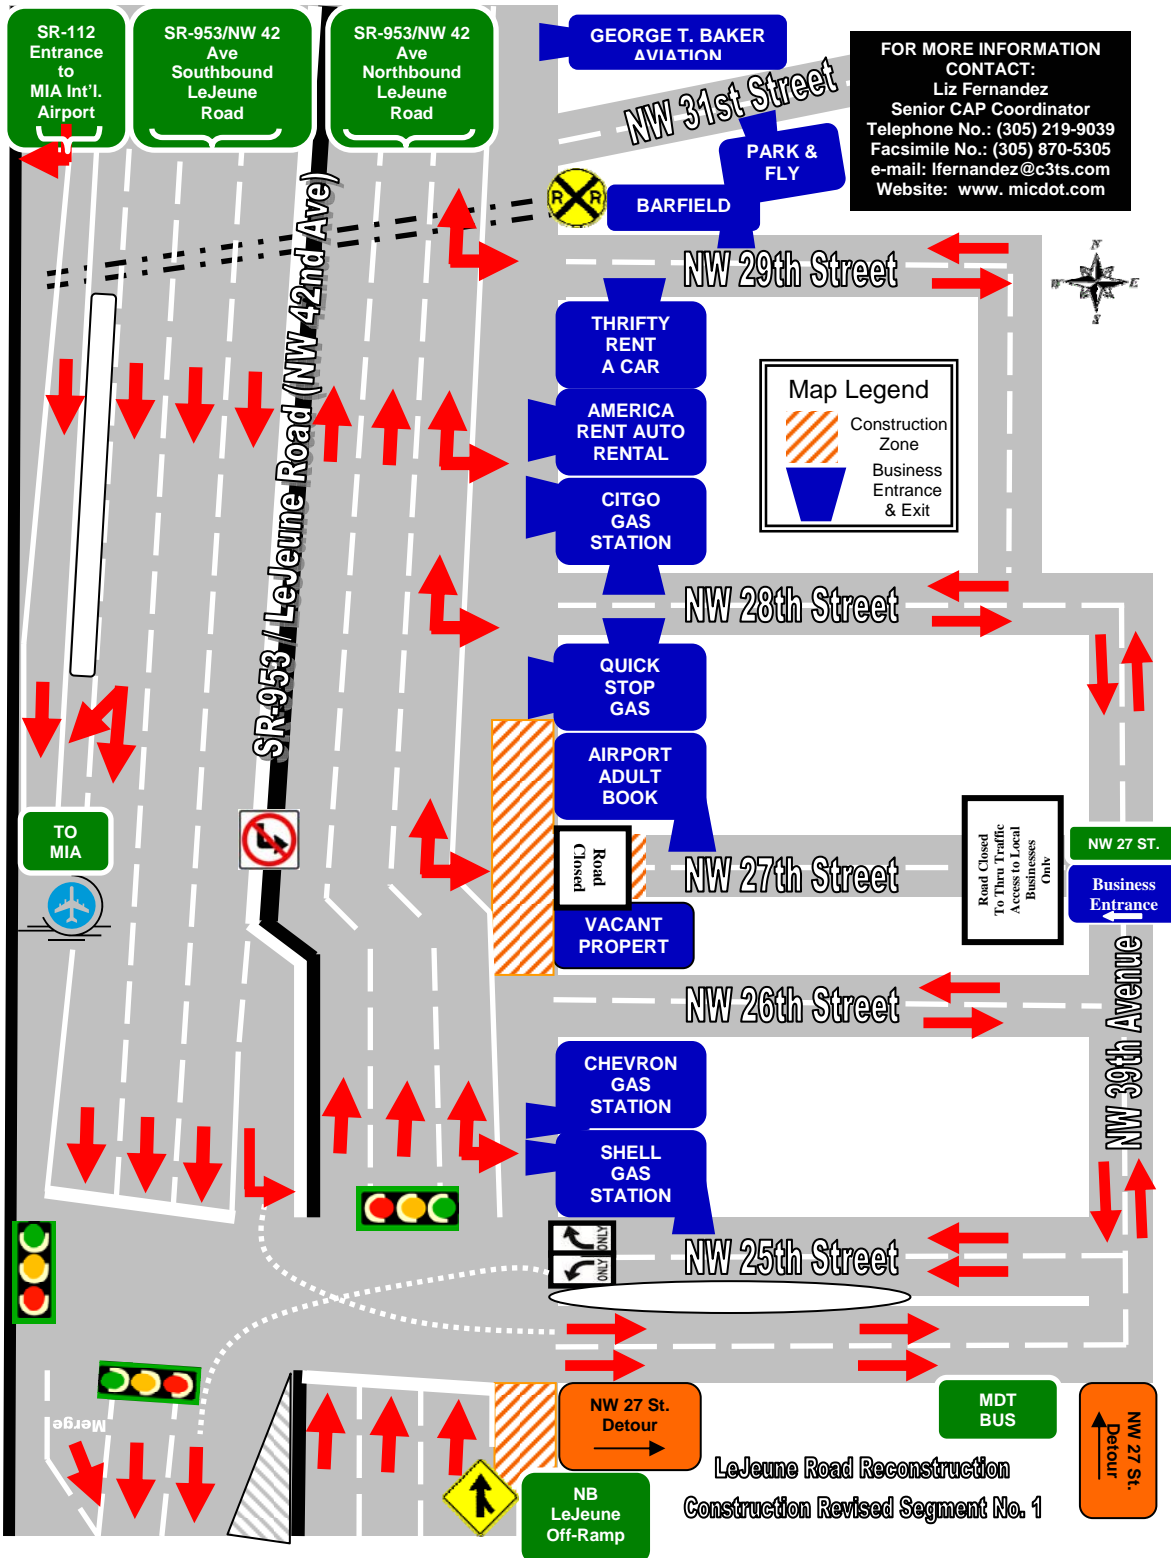 SR-112
Entrance
to
MIA Int'l.
Airport
SR-953/NW 42
Ave
Southbound
LeJeune
Road
SR-953/NW 42
Ave
Northbound
LeJeune
Road
GEORGE T. BAKER
AVIATION
NW 31st Street
FOR MORE INFORMATION
CONTACT:
Liz Fernandez
Senior CAP Coordinator
Telephone No.: (305) 219-9039
Facsimile No.: (305) 870-5305
e-mail: lfernandez@c3ts.com
Website: www. micdot.com
PARK &
FLY
R R
BARFIELD
NW 29th Street
N
W E
S
THRIFTY
RENT
A CAR
AMERICA
RENT AUTO
RENTAL
CITGO
GAS
STATION
Map Legend
Construction
Zone
Business
Entrance
& Exit
SR-953 / LeJeune Road (NW 42nd Ave)
NW 28th Street
QUICK
STOP
GAS
AIRPORT
ADULT
BOOK
TO
MIA
Road
Closed
NW 27th Street
Road Closed
To Thru Traffic
Access to Local
Businesses
Only
NW 27 ST.
Business
Entrance
VACANT
PROPERT
NW 26th Street
NW 39th Avenue
CHEVRON
GAS
STATION
SHELL
GAS
STATION
ONLY
ONLY
NW 25th Street
Merge
NW 27 St.
Detour
MDT
BUS
NW 27 St.
Detour
NB
LeJeune
Off-Ramp
LeJeune Road Reconstruction
Construction Revised Segment No. 1